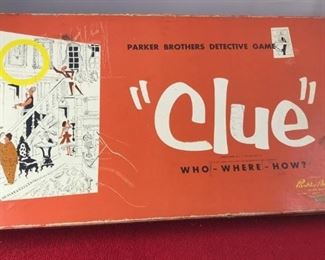 PARKER BROTHERS DETECTIVE GAME
"Clue"
WHO - WHERE - HOW?